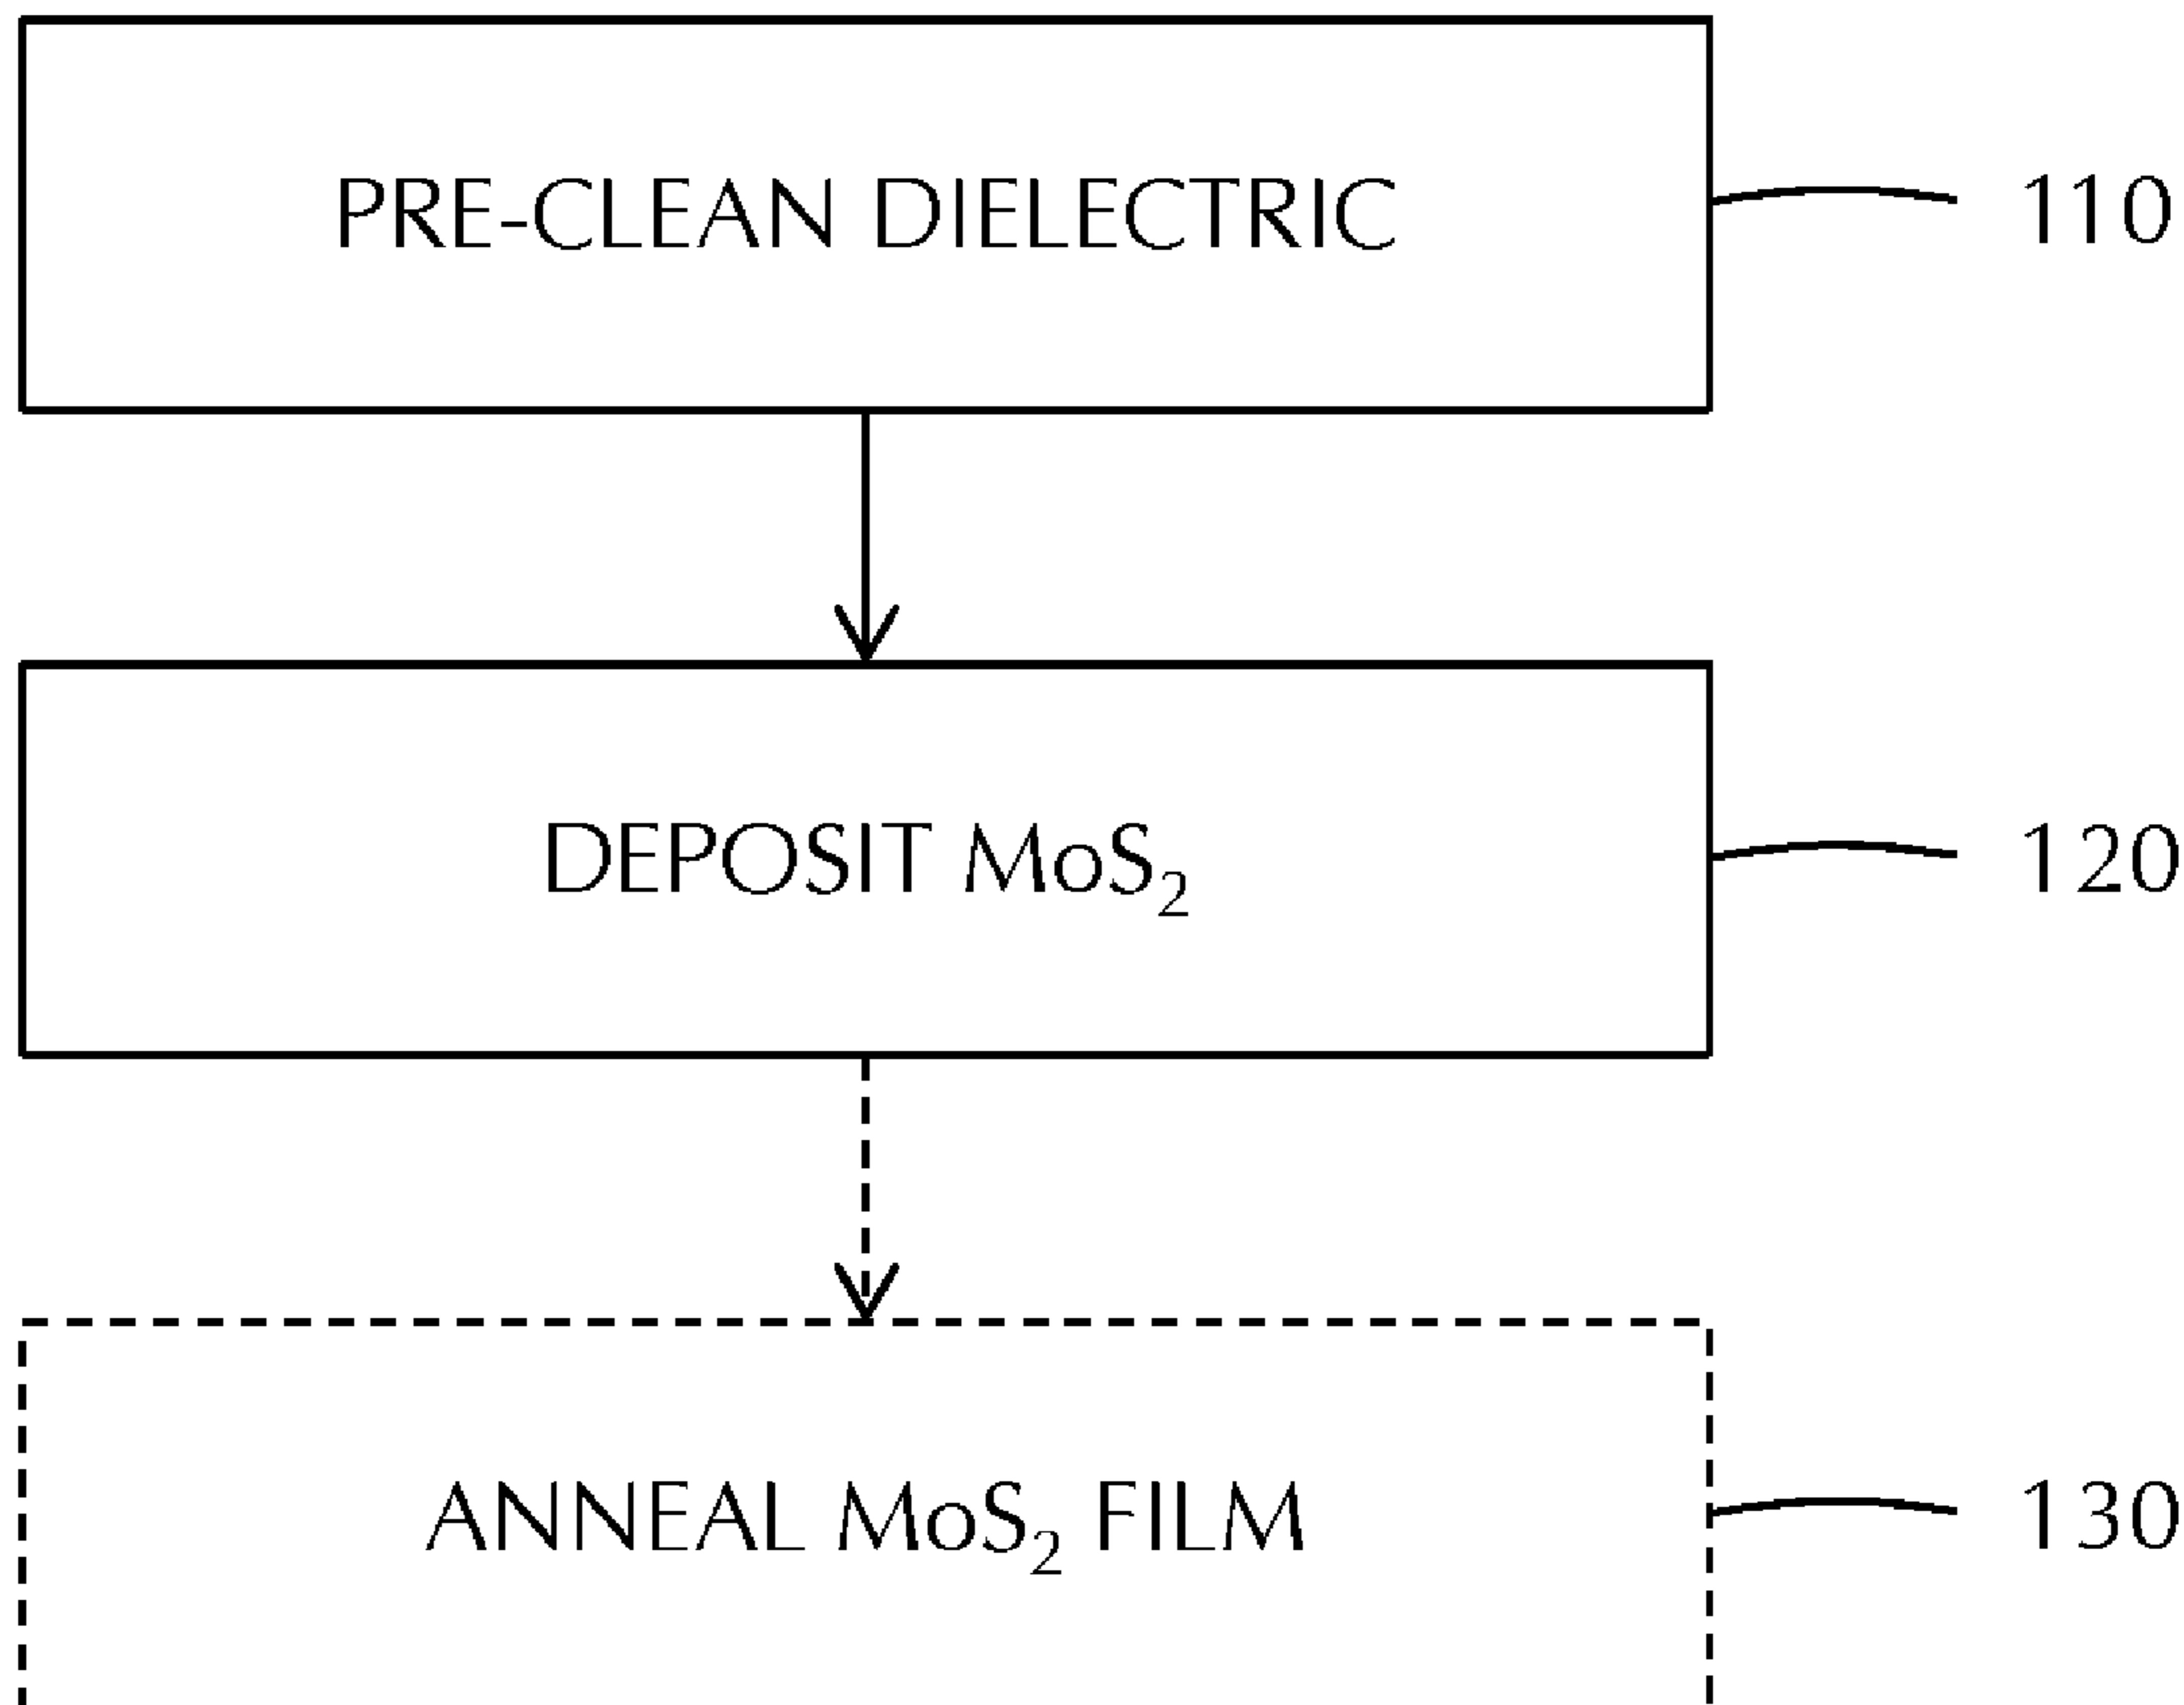 PRE-CLEAN DIELECTRIC 110
DEPOSIT MoS₂ 120
ANNEAL MoS₂ FILM 130